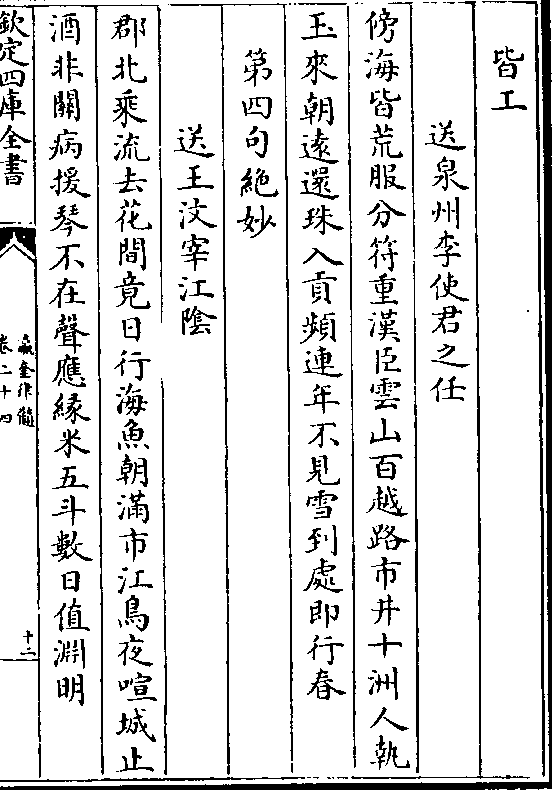 皆工
送泉州李使君之任
傍海皆荒服分符重漢臣雲山百越路市井十洲人執
玉來朝逺還珠入貢頻連年不見雪到處即行春
第四句絶妙
送王汶宰江隂
郡北乘流去花間竟日行海魚朝滿市江鳥夜喧城止
酒非關病援琴不在聲應緣米五斗數日值淵明
欽定四庫全書
瀛奎律髓
卷二十四
十二